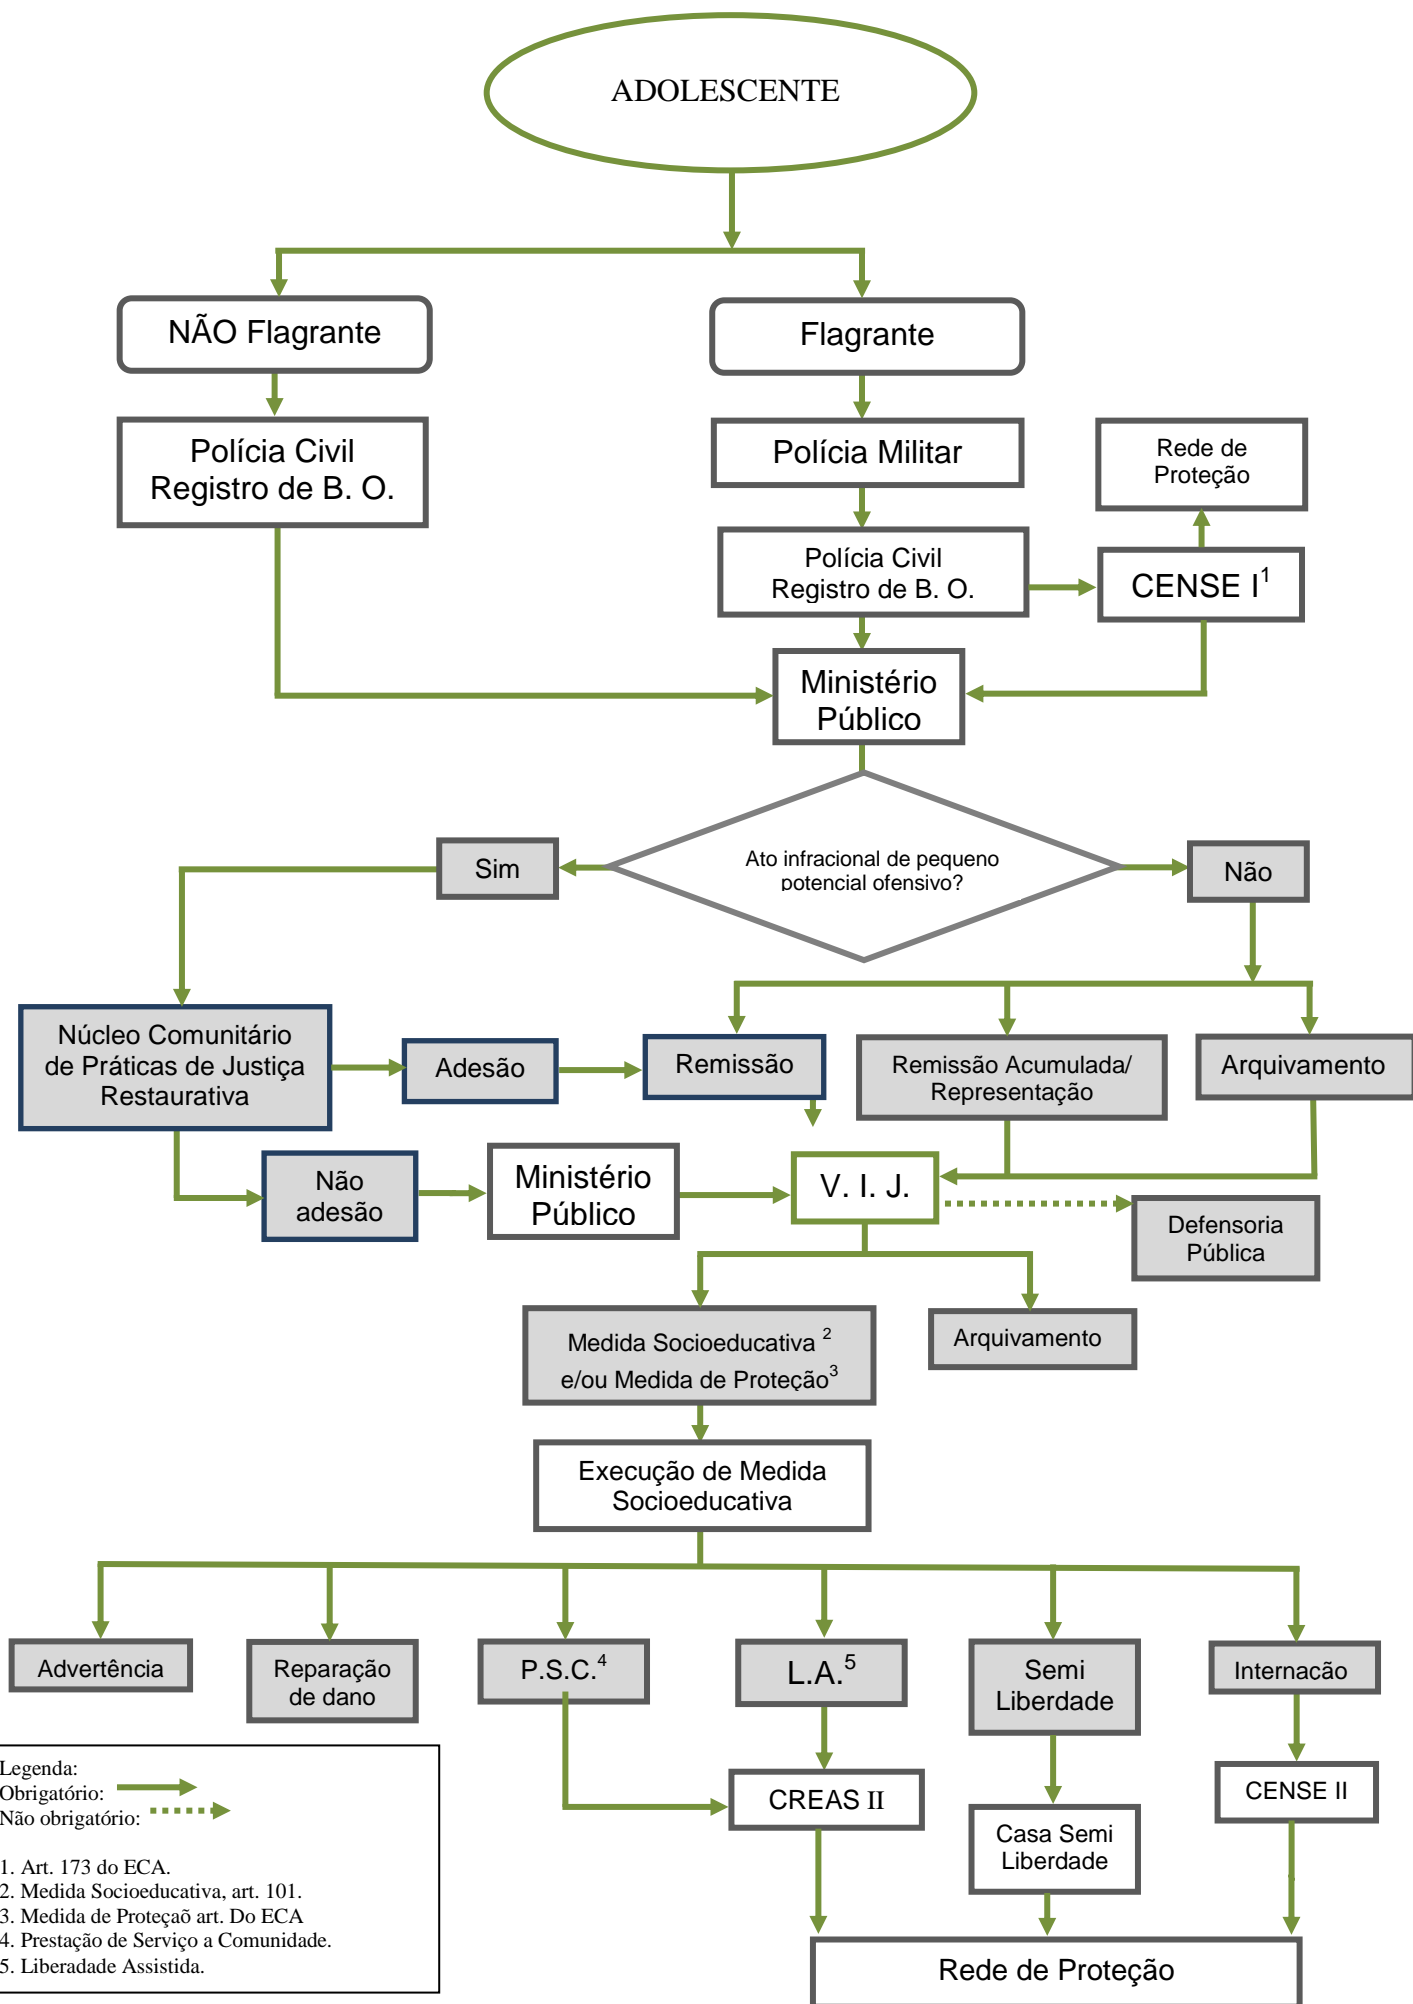 ADOLESCENTE
NÃO Flagrante
Flagrante
Polícia Civil
Registro de B. O.
Polícia Militar
Rede de
Proteção
Polícia Civil
Registro de B. O.
CENSE I¹
Ministério
Público
Ato infracional de pequeno
potencial ofensivo?
Sim
Não
Núcleo Comunitário
de Práticas de Justiça
Restaurativa
Adesão
Remissão
Remissão Acumulada/
Representação
Arquivamento
Não
adesão
Ministério
Público
V. I. J.
Defensoria
Pública
Medida Socioeducativa ²
e/ou Medida de Proteção³
Arquivamento
Execução de Medida
Socioeducativa
Advertência
Reparação
de dano
P.S.C.⁴
L.A.⁵
Semi
Liberdade
Internacão
CREAS II
Casa Semi
Liberdade
CENSE II
Rede de Proteção
Legenda:
Obrigatório:
Não obrigatório:
1. Art. 173 do ECA.
2. Medida Socioeducativa, art. 101.
3. Medida de Proteçaõ art. Do ECA
4. Prestação de Serviço a Comunidade.
5. Liberadade Assistida.